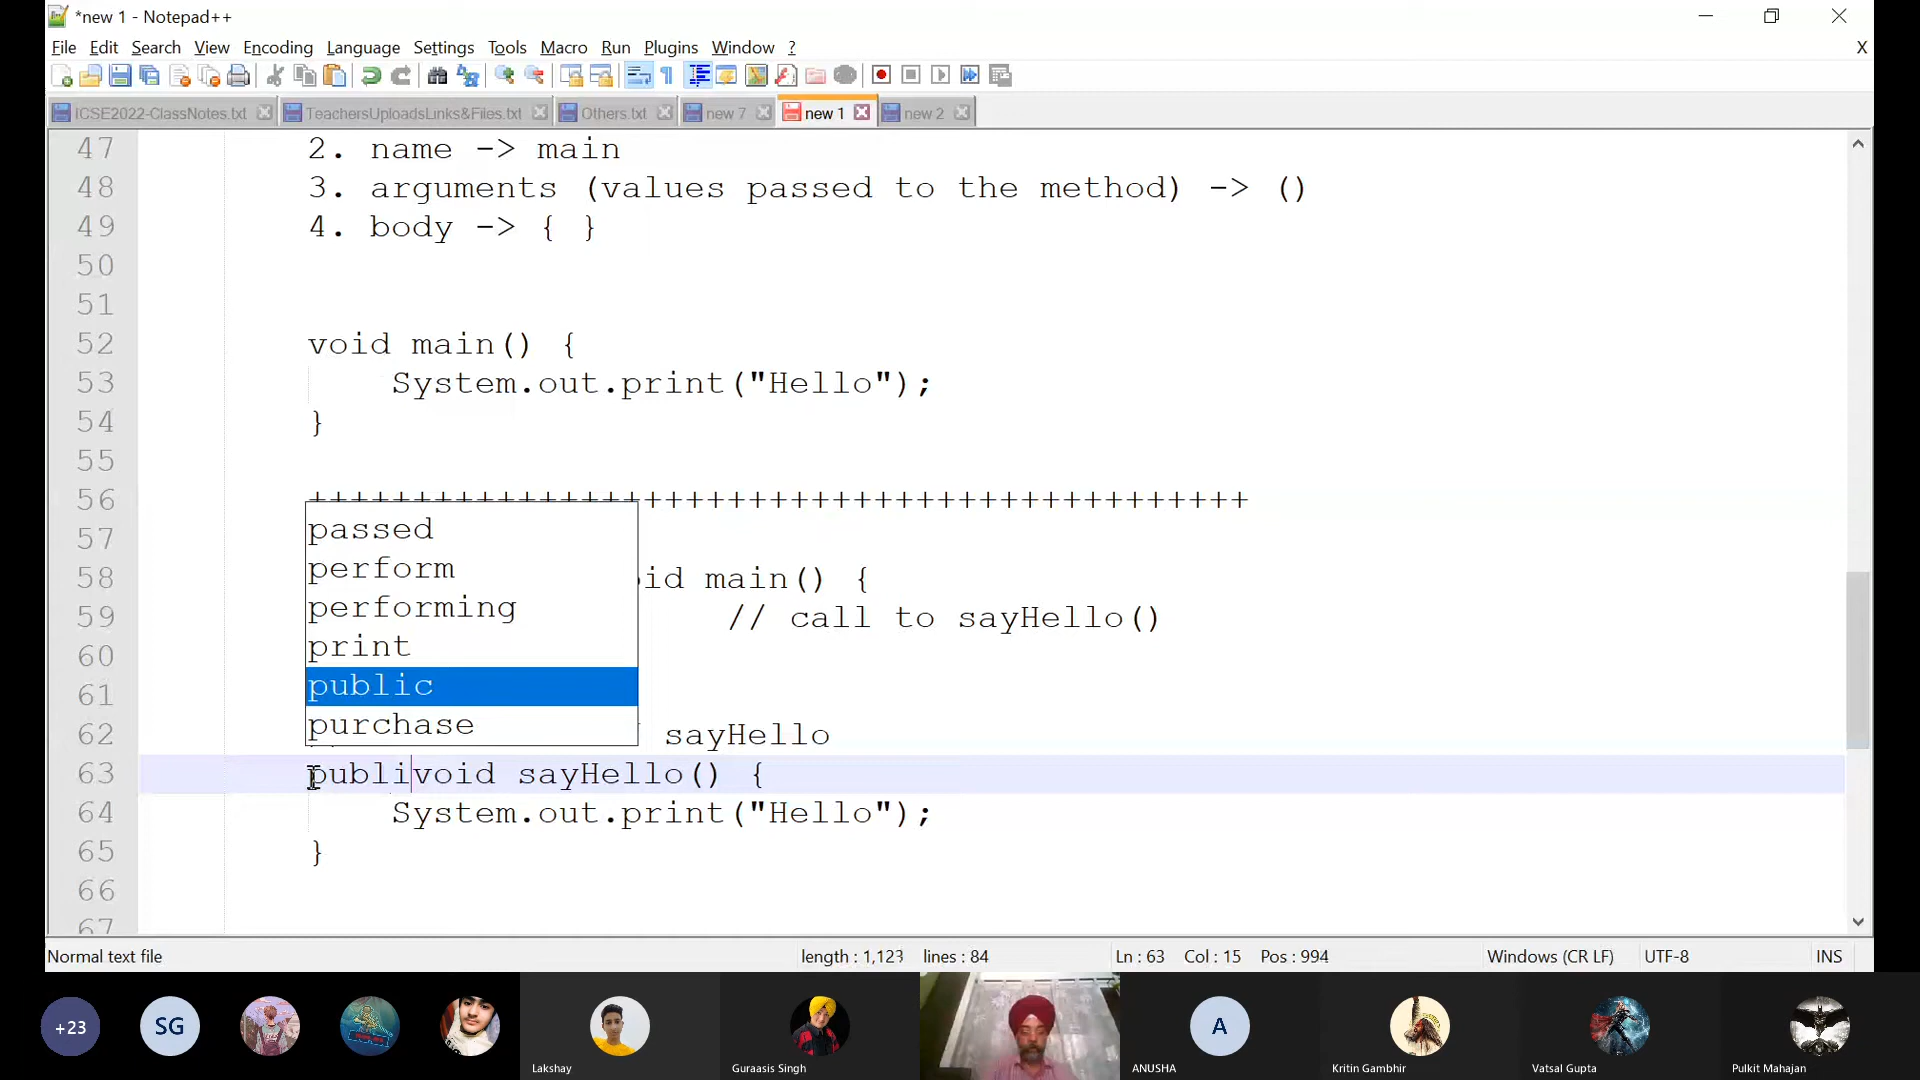 *new 1 - Notepad++
File Edit Search View Encoding Language Settings Tools Macro Run Plugins Window ? X
ICSE2022-ClassNotes.txt TeachersUploadsLinks&Files.txt Others.txt new 7 new 1 new 2
47 2. name -> main
48 3. arguments (values passed to the method) -> ()
49 4. body -> { }
50
51
52 void main() {
53 System.out.print("Hello");
54 }
55
56 +++++++++++++++++++++++++++++++++++++++++++++
57
58 id main() {
59 // call to sayHello()
60
61
62 sayHello
passed
perform
performing
print
public
purchase
63 publivoid sayHello() {
64 System.out.print("Hello");
65 }
66
67
Normal text file length : 1,123 lines : 84 Ln : 63 Col : 15 Pos : 994 Windows (CR LF) UTF-8 INS
+23 SG A
Lakshay Guraasis Singh ANUSHA Kritin Gambhir Vatsal Gupta Pulkit Mahajan